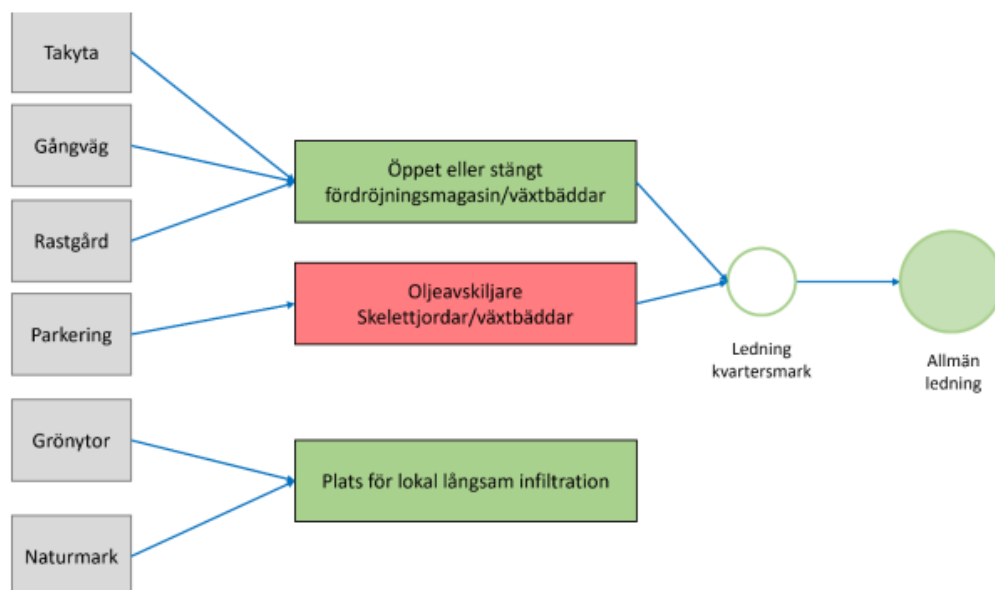 Takyta
Gångväg
Rastgård
Parkering
Grönytor
Naturmark
Öppet eller stängt
fördröjningsmagasin/växtbäddar
Oljeavskiljare
Skelettjordar/växtbäddar
Plats för lokal långsam infiltration
Ledning
kvartersmark
Allmän
ledning